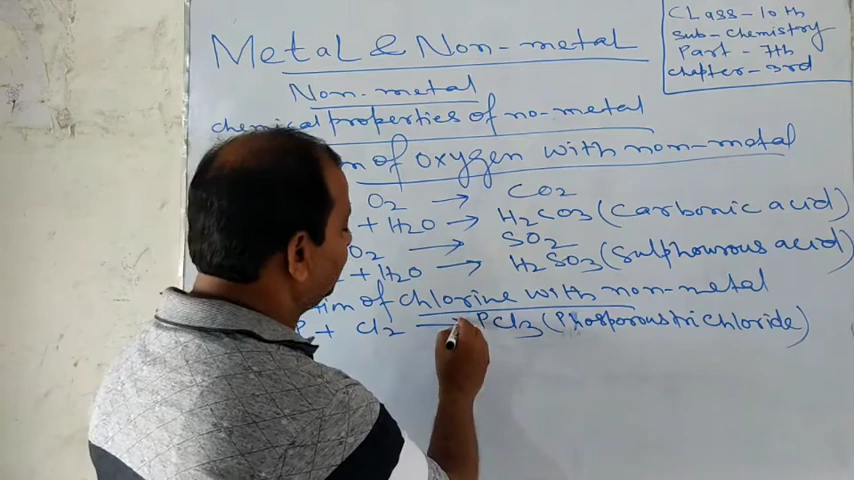 CLass-10th
Sub-Chemistry
Part - 7th
chapter-3rd
MetaL & Non-metaL
Non-metal
chemical properties of no-metal
of oxygen with non-metal
O2 → CO2
+ H2O → H2CO3 (Carbonic acid)
O2 → SO2
+ H2O → H2SO3 (Sulphourous acid)
of Chlorine with non-metal
P + Cl2 PCl3 (Phosporoustrichloride)